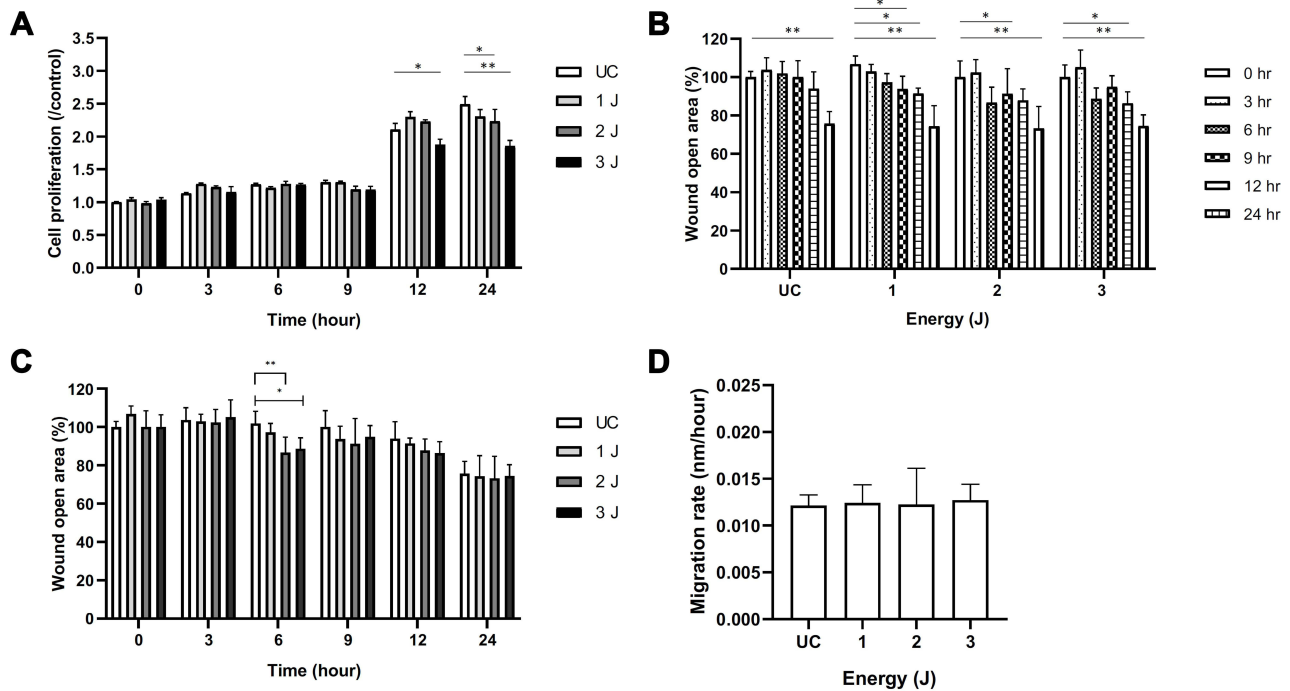 A
Cell proliferation (/control)
3.5
3.0
2.5
2.0
1.5
1.0
0.5
0.0
*
*
**
0 3 6 9 12 24
Time (hour)
UC
1 J
2 J
3 J
B
Wound open area (%)
120
100
80
60
40
20
0
**
*
*
**
*
**
*
**
UC 1 2 3
Energy (J)
0 hr
3 hr
6 hr
9 hr
12 hr
24 hr
C
Wound open area (%)
120
100
80
60
40
20
0
**
*
0 3 6 9 12 24
Time (hour)
UC
1 J
2 J
3 J
D
Migration rate (nm/hour)
0.025
0.020
0.015
0.010
0.005
0.000
UC 1 2 3
Energy (J)